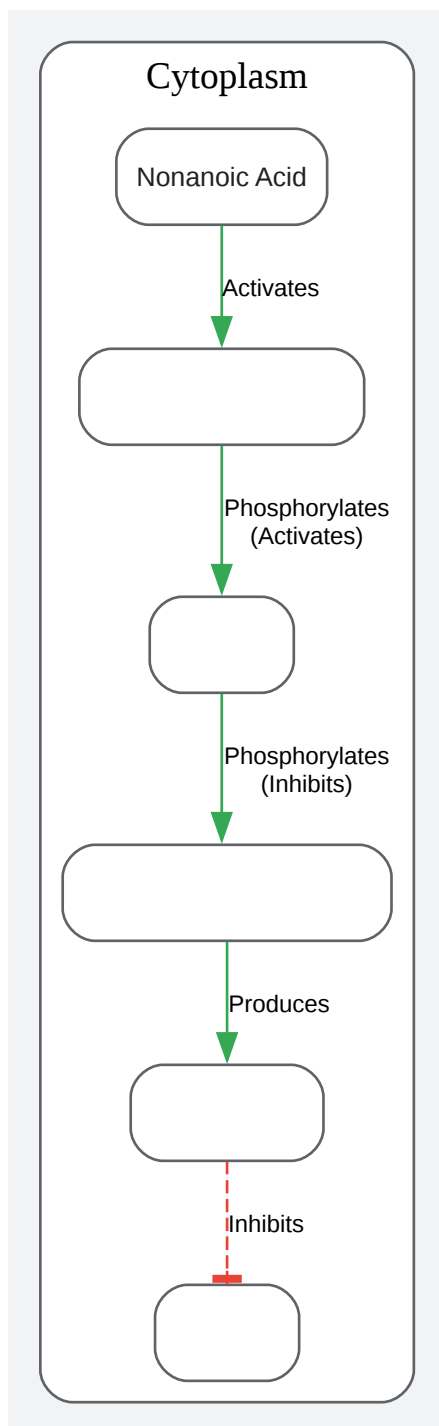 Cytoplasm
Nonanoic Acid
Activates
Phosphorylates
(Activates)
Phosphorylates
(Inhibits)
Produces
Inhibits